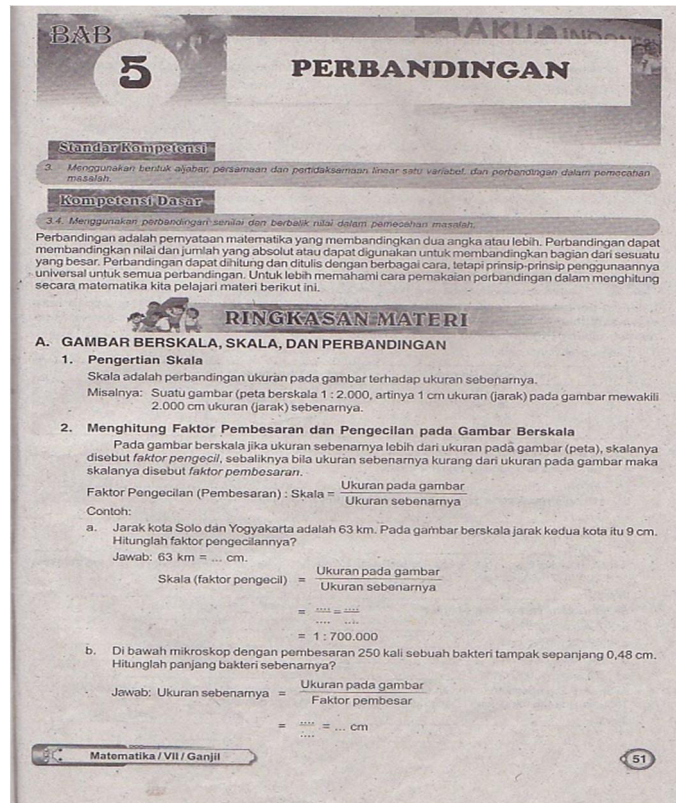 BAB
5
PERBANDINGAN
Standar Kompetensi
3. Menggunakan bentuk aljabar, persamaan dan pertidaksamaan linear satu variabel, dan perbandingan dalam pemecahan
masalah.
Kompetensi Dasar
3.4. Menggunakan perbandingan senilai dan berbalik nilai dalam pemecahan masalah.
Perbandingan adalah pernyataan matematika yang membandingkan dua angka atau lebih. Perbandingan dapat
membandingkan nilai dan jumlah yang absolut atau dapat digunakan untuk membandingkan bagian dari sesuatu
yang besar. Perbandingan dapat dihitung dan ditulis dengan berbagai cara, tetapi prinsip-prinsip penggunaannya
universal untuk semua perbandingan. Untuk lebih memahami cara pemakaian perbandingan dalam menghitung
secara matematika kita pelajari materi berikut ini.
RINGKASAN MATERI
A. GAMBAR BERSKALA, SKALA, DAN PERBANDINGAN
1. Pengertian Skala
Skala adalah perbandingan ukuran pada gambar terhadap ukuran sebenarnya.
Misalnya: Suatu gambar (peta berskala 1 : 2.000, artinya 1 cm ukuran (jarak) pada gambar mewakili
2.000 cm ukuran (jarak) sebenarnya.
2. Menghitung Faktor Pembesaran dan Pengecilan pada Gambar Berskala
Pada gambar berskala jika ukuran sebenarnya lebih dari ukuran pada gambar (peta), skalanya
disebut faktor pengecil, sebaliknya bila ukuran sebenarnya kurang dari ukuran pada gambar maka
skalanya disebut faktor pembesaran.
Faktor Pengecilan (Pembesaran) : Skala = Ukuran pada gambar
Ukuran sebenarnya
Contoh:
a. Jarak kota Solo dan Yogyakarta adalah 63 km. Pada gambar berskala jarak kedua kota itu 9 cm.
Hitunglah faktor pengecilannya?
Jawab: 63 km = ... cm.
Skala (faktor pengecil) = Ukuran pada gambar
Ukuran sebenarnya
= .... = ....
.... ....
= 1 : 700.000
b. Di bawah mikroskop dengan pembesaran 250 kali sebuah bakteri tampak sepanjang 0,48 cm.
Hitunglah panjang bakteri sebenarnya?
Jawab: Ukuran sebenarnya = Ukuran pada gambar
Faktor pembesar
= .... = ... cm
....
Matematika / VII / Ganjil
51